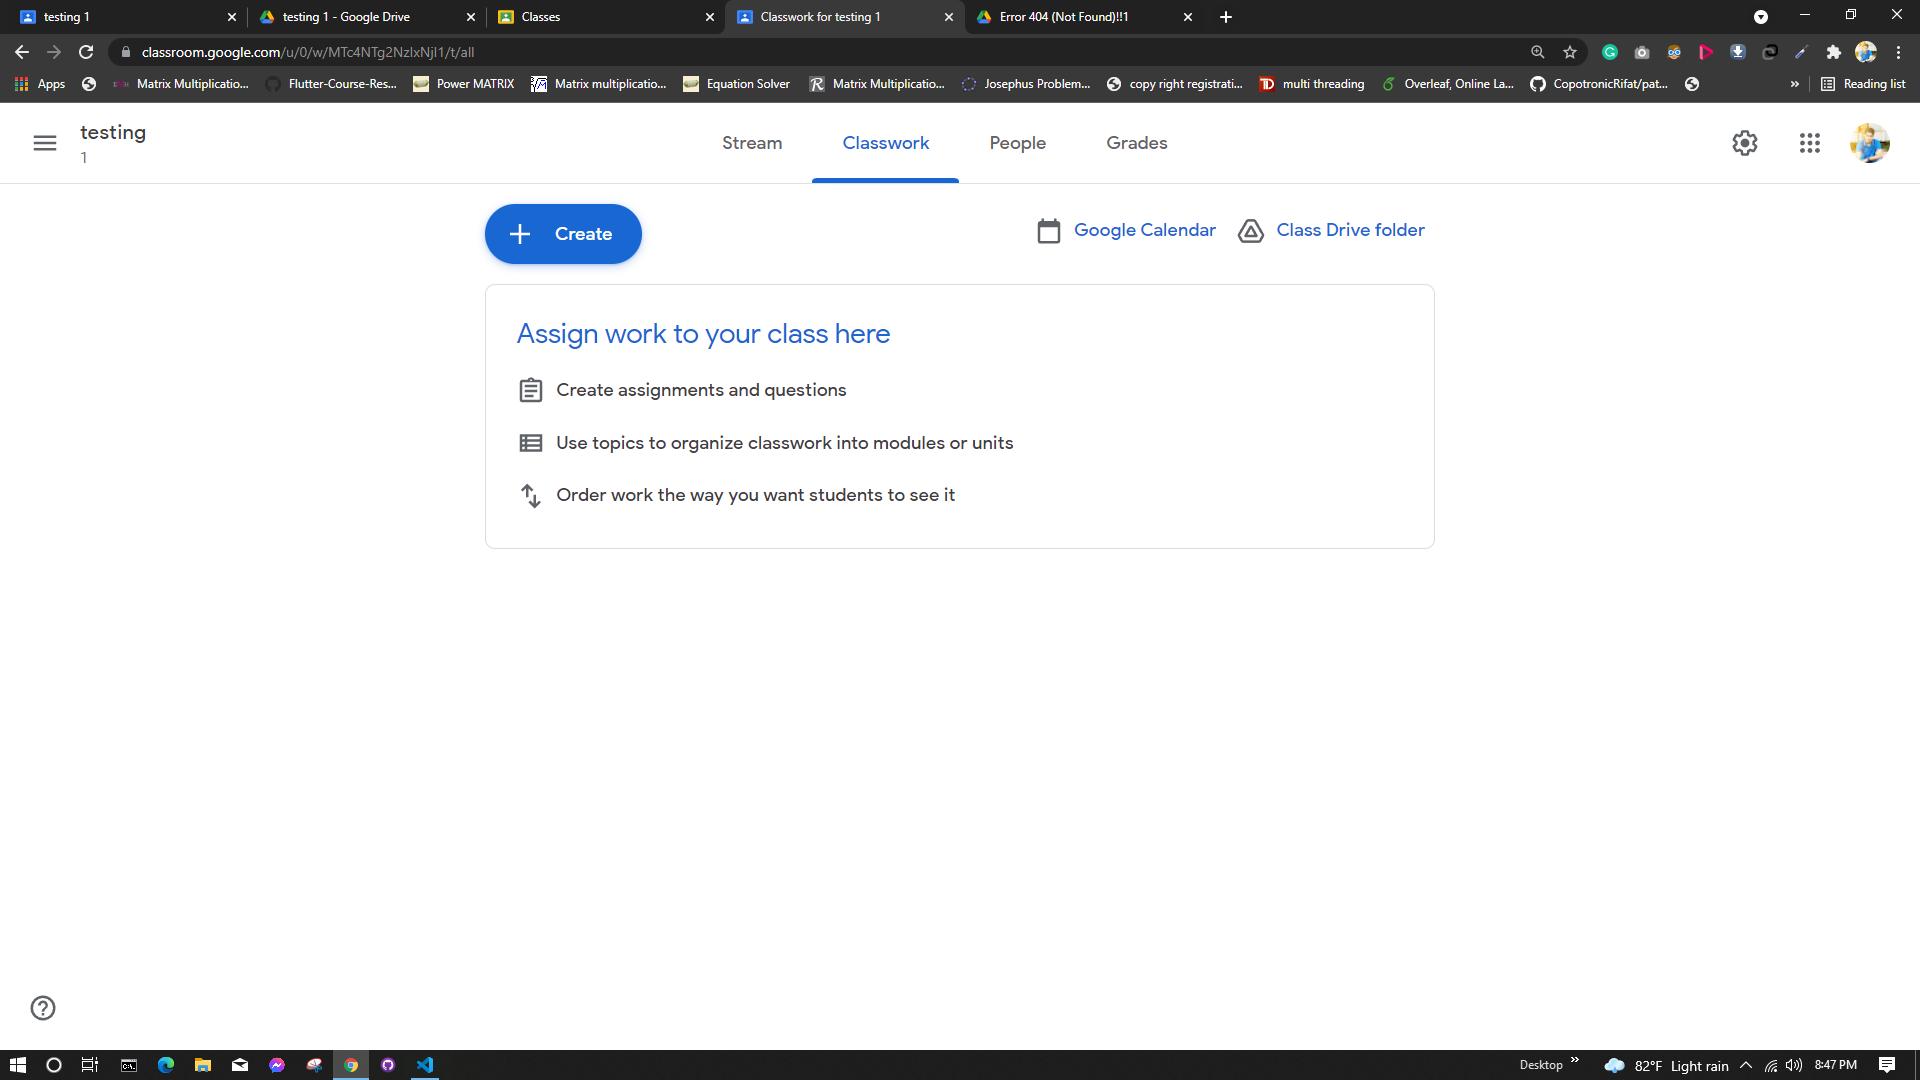 testing 1
testing 1 - Google Drive
Classes
Classwork for testing 1
Error 404 (Not Found)!!1
classroom.google.com/u/0/w/MTc4NTg2NzIxNjI1/t/all
Apps
Matrix Multiplicatio...
Flutter-Course-Res...
Power MATRIX
Matrix multiplicatio...
Equation Solver
Matrix Multiplicatio...
Josephus Problem...
copy right registrati...
multi threading
Overleaf, Online La...
CopotronicRifat/pat...
Reading list
testing
1
Stream
Classwork
People
Grades
Create
Google Calendar
Class Drive folder
Assign work to your class here
Create assignments and questions
Use topics to organize classwork into modules or units
Order work the way you want students to see it
Desktop
82°F Light rain
8:47 PM